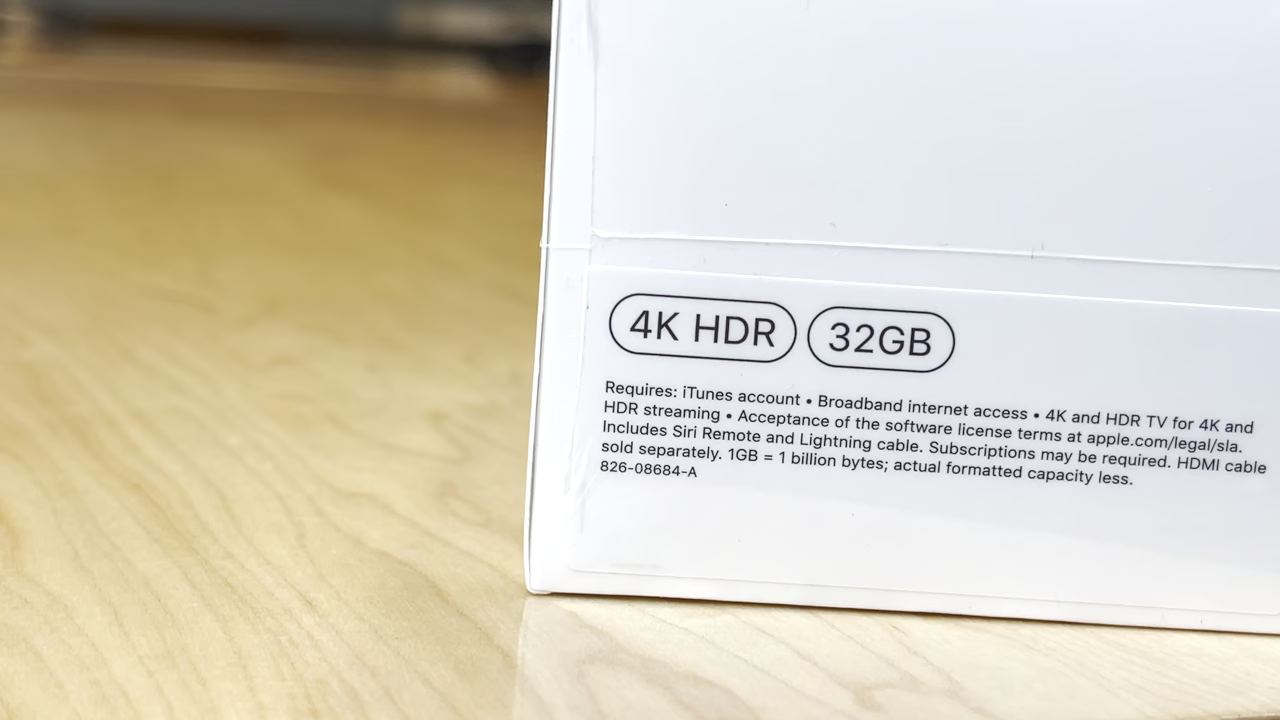 4K HDR 32GB
Requires: iTunes account • Broadband internet access • 4K and HDR TV for 4K and
HDR streaming • Acceptance of the software license terms at apple.com/legal/sla.
Includes Siri Remote and Lightning cable. Subscriptions may be required. HDMI cable
sold separately. 1GB = 1 billion bytes; actual formatted capacity less.
826-08684-A